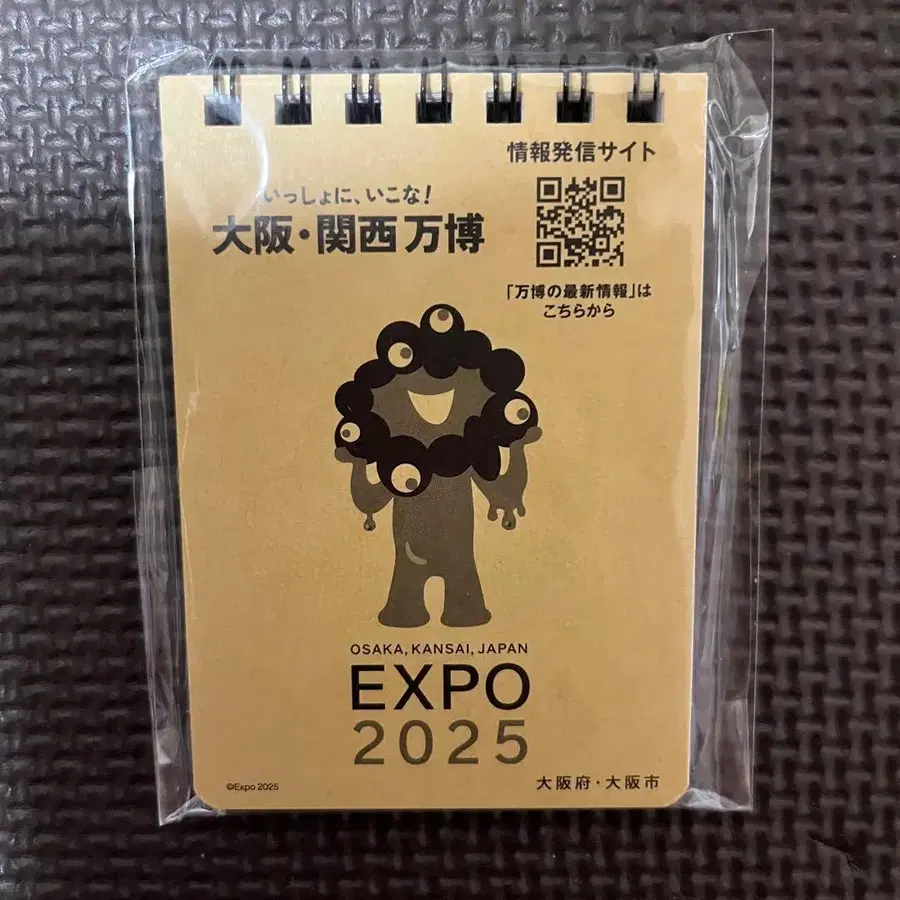 情報発信サイト
いっしょに、いこな!
大阪・関西万博
「万博の最新情報」は
こちらから
OSAKA, KANSAI, JAPAN
EXPO
2025
©Expo 2025
大阪府・大阪市